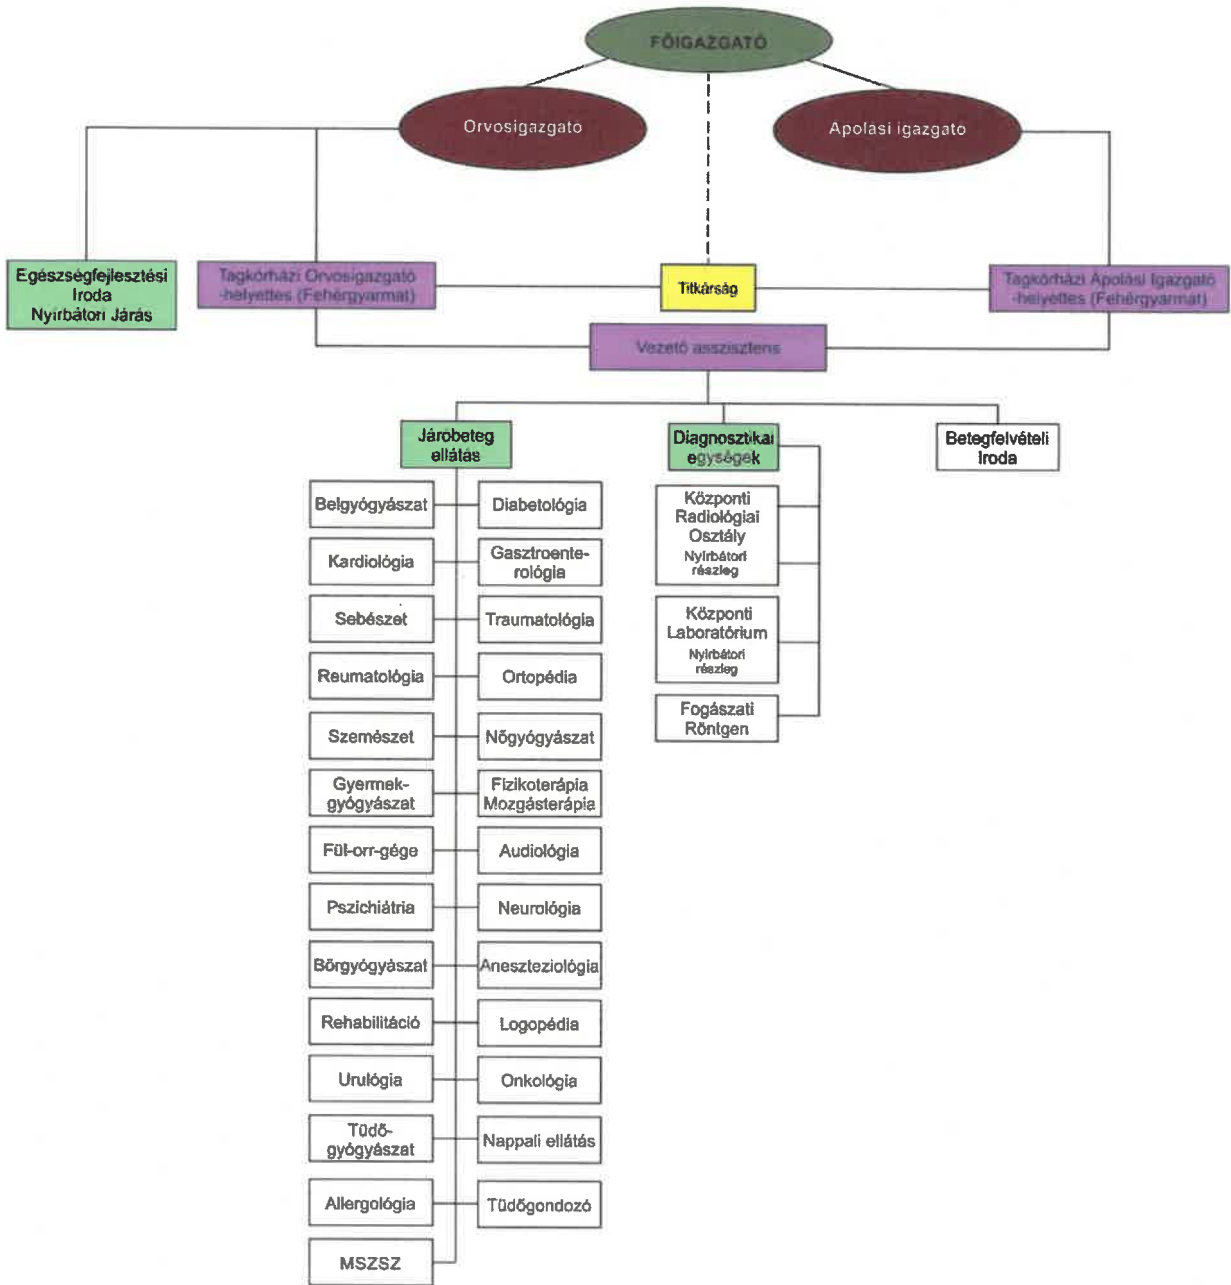 FŐIGAZGATÓ
Orvosigazgató
Ápolási igazgató
Egészségfejlesztési
Iroda
Nyírbátori Járás
Tagkórházi Orvosigazgató
-helyettes (Fehérgyarmat)
Titkárság
Tagkórházi Ápolási Igazgató
-helyettes (Fehérgyarmat)
Vezető asszisztens
Járóbeteg
ellátás
Diagnosztikai
egységek
Betegfelvételi
Iroda
Belgyógyászat
Diabetológia
Kardiológia
Gasztroente-
rológia
Sebészet
Traumatológia
Reumatológia
Ortopédia
Szemészet
Nőgyógyászat
Gyermek-
gyógyászat
Fizikoterápia
Mozgásterápia
Fül-orr-gége
Audiológia
Pszichiátria
Neurológia
Bőrgyógyászat
Aneszteziológia
Rehabilitáció
Logopédia
Urulógia
Onkológia
Tüdő-
gyógyászat
Nappali ellátás
Allergológia
Tüdőgondozó
MSZSZ
Központi
Radiológiai
Osztály
Nyírbátori
részleg
Központi
Laboratórium
Nyírbátori
részleg
Fogászati
Röntgen